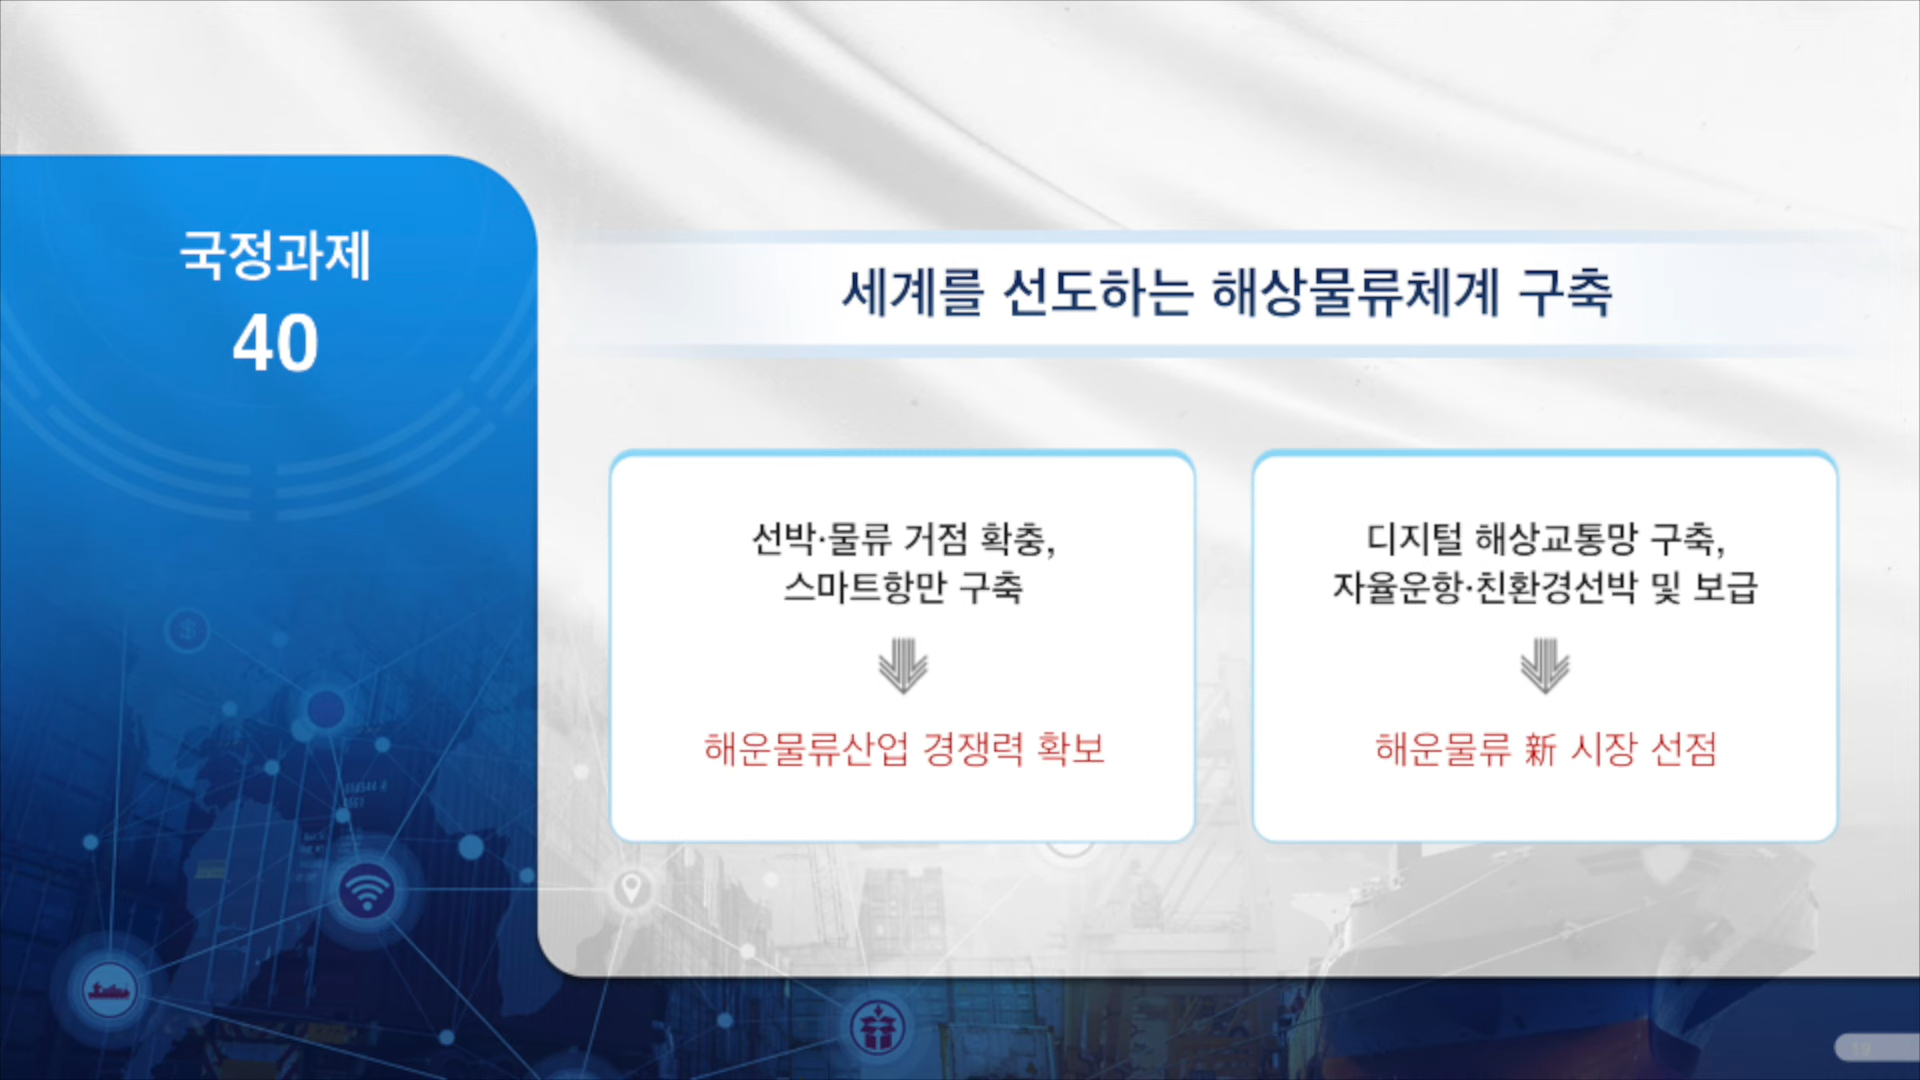 국정과제
40
세계를 선도하는 해상물류체계 구축
선박·물류 거점 확충,
스마트항만 구축
해운물류산업 경쟁력 확보
디지털 해상교통망 구축,
자율운항·친환경선박 및 보급
해운물류 新 시장 선점
19